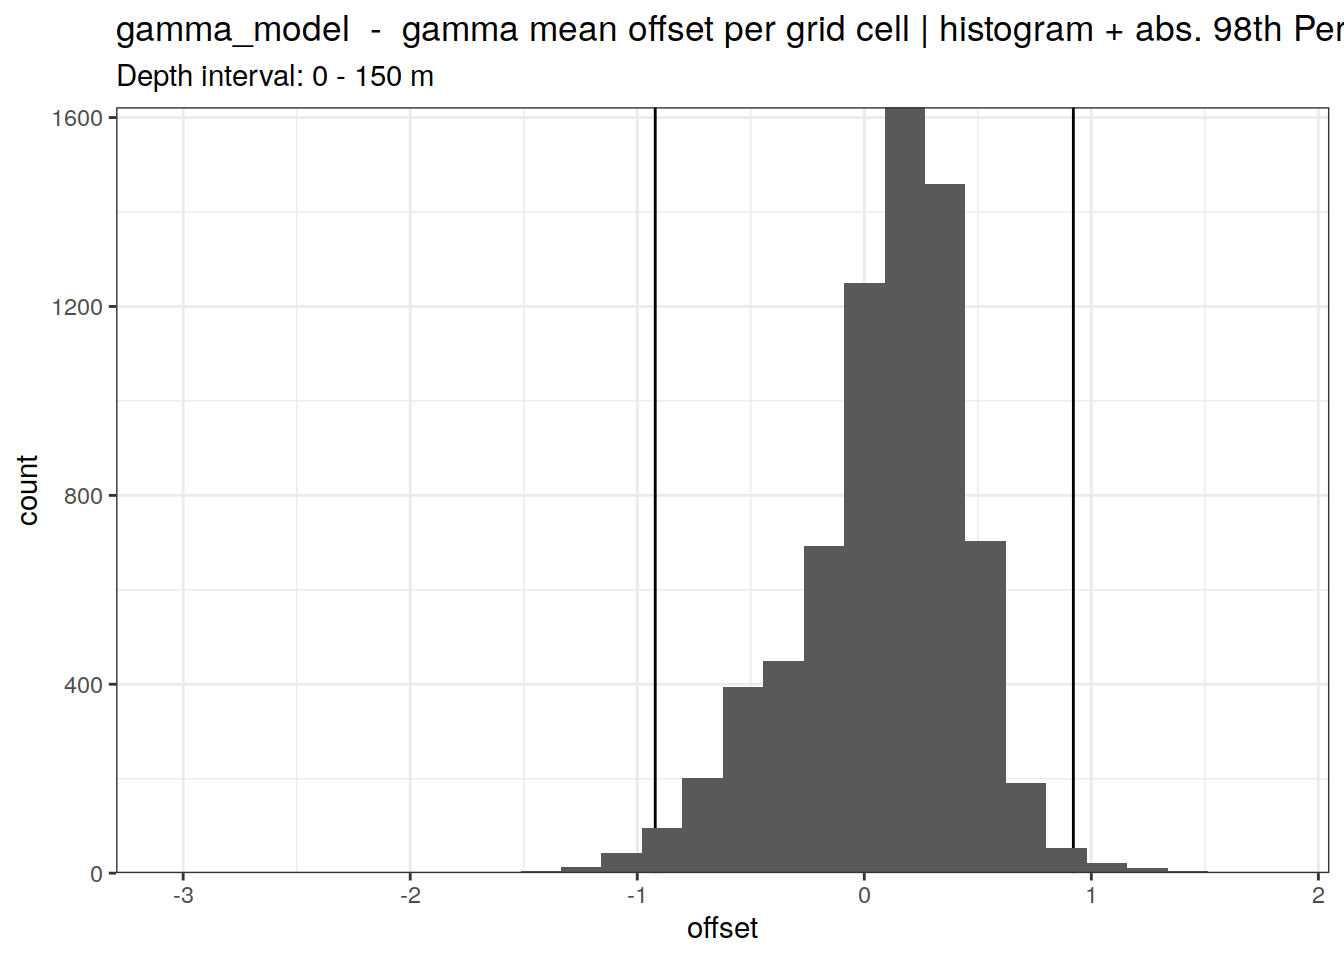 gamma_model - gamma mean offset per grid cell | histogram + abs. 98th Per
Depth interval: 0 - 150 m
1600
1200
800
400
0
count
-3 -2 -1 0 1 2
offset